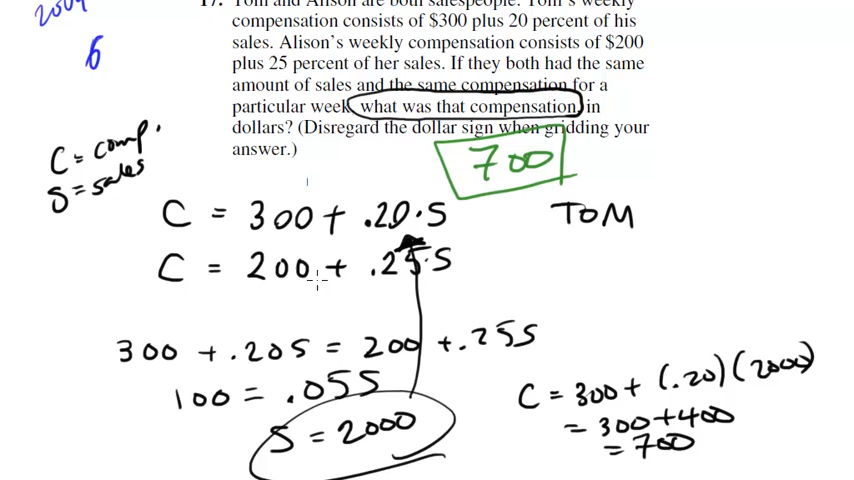 2004
6
17. Tom and Alison are both salespeople. Tom's weekly
compensation consists of $300 plus 20 percent of his
sales. Alison's weekly compensation consists of $200
plus 25 percent of her sales. If they both had the same
amount of sales and the same compensation for a
particular week, what was that compensation, in
dollars? (Disregard the dollar sign when gridding your
answer.)
700
C = comp.
S = sales
C = 300 + .20·S TOM
C = 200 + .25·S
300 + .20S = 200 + .25S
100 = .05S
S = 2000
C = 300 + (.20)(2000)
= 300+400
= 700